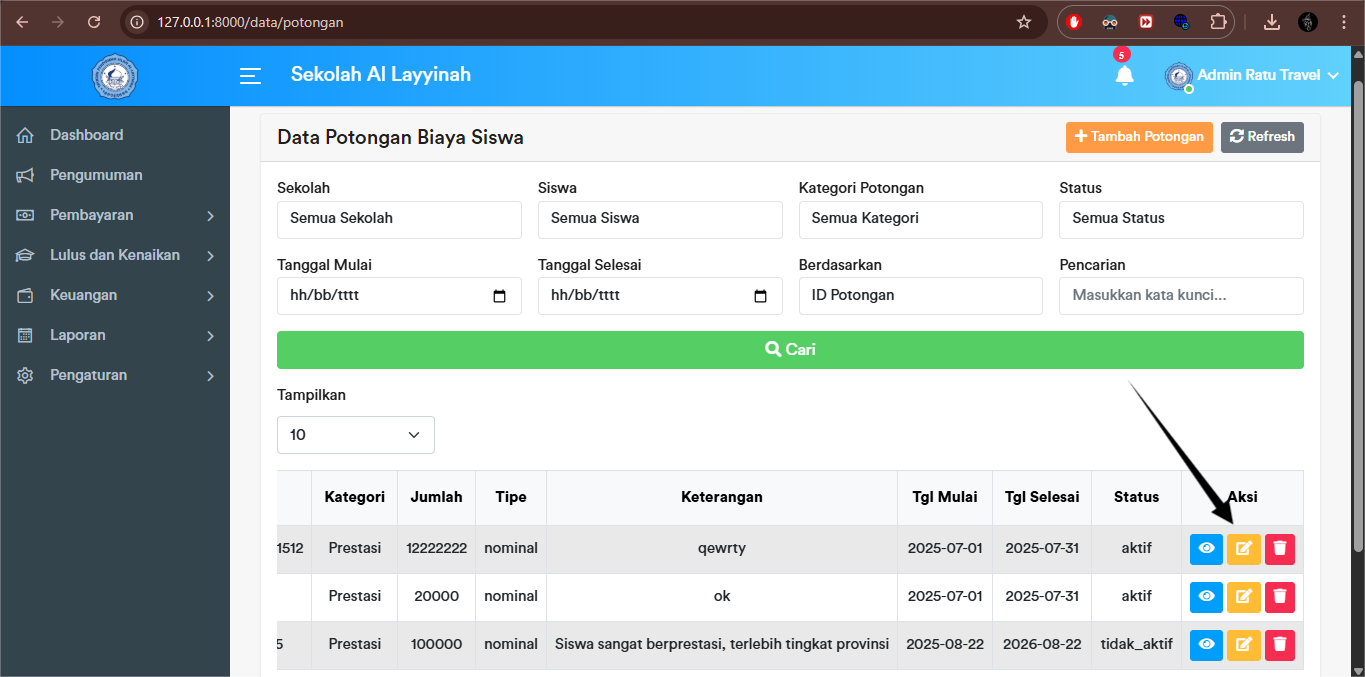 127.0.0.1:8000/data/potongan
Sekolah Al Layyinah
5
Admin Ratu Travel
Dashboard
Pengumuman
Pembayaran
Lulus dan Kenaikan
Keuangan
Laporan
Pengaturan
Data Potongan Biaya Siswa
Tambah Potongan
Refresh
Sekolah
Siswa
Kategori Potongan
Status
Semua Sekolah
Semua Siswa
Semua Kategori
Semua Status
Tanggal Mulai
Tanggal Selesai
Berdasarkan
Pencarian
hh/bb/tttt
hh/bb/tttt
ID Potongan
Masukkan kata kunci...
Cari
Tampilkan
10
Kategori Jumlah Tipe Keterangan Tgl Mulai Tgl Selesai Status Aksi
1512 Prestasi 12222222 nominal qewrty 2025-07-01 2025-07-31 aktif
Prestasi 20000 nominal ok 2025-07-01 2025-07-31 aktif
5 Prestasi 100000 nominal Siswa sangat berprestasi, terlebih tingkat provinsi 2025-08-22 2026-08-22 tidak_aktif